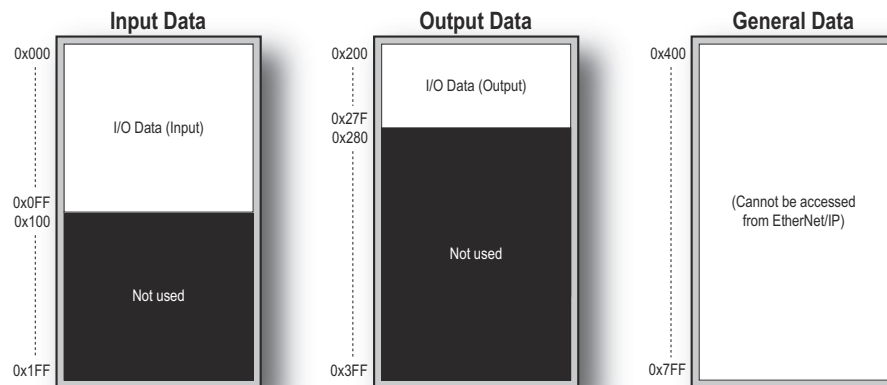 Input Data
0x000
I/O Data (Input)
0x0FF
0x100
Not used
0x1FF
Output Data
0x200
I/O Data (Output)
0x27F
0x280
Not used
0x3FF
General Data
0x400
(Cannot be accessed
from EtherNet/IP)
0x7FF